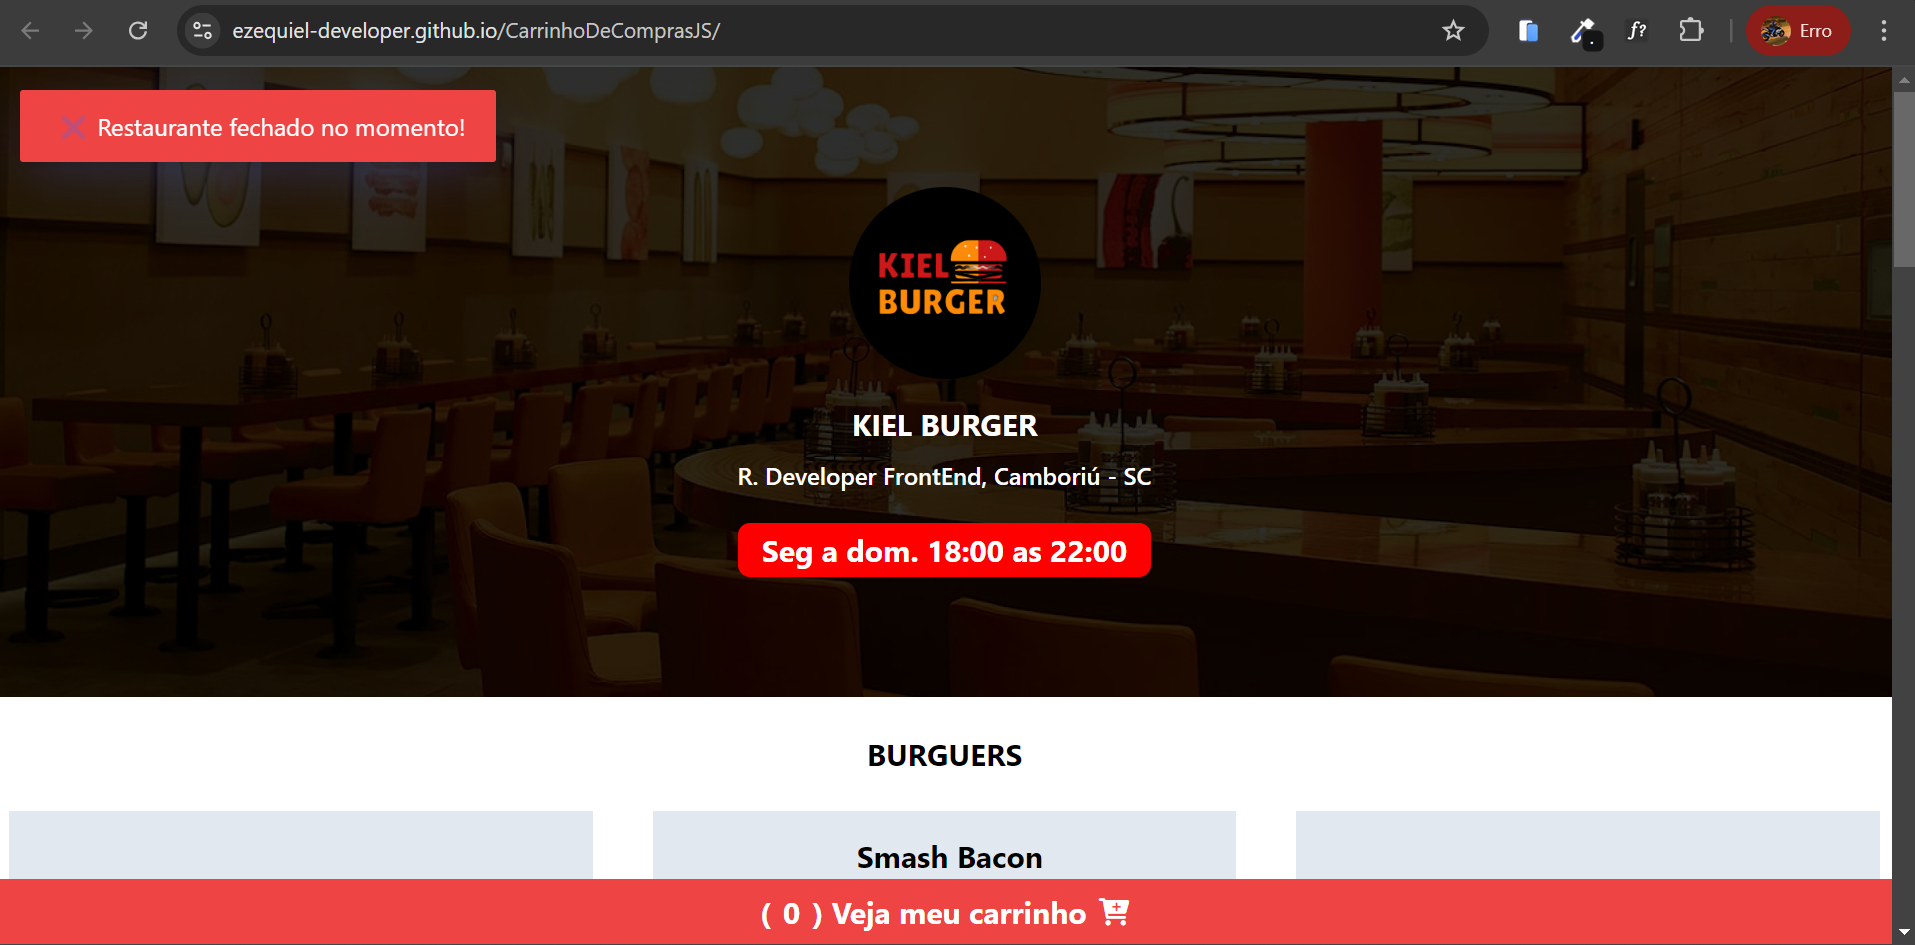 ezequiel-developer.github.io/CarrinhoDeComprasJS/
f?
Erro
❌ Restaurante fechado no momento!
KIEL
BURGER
KIEL BURGER
R. Developer FrontEnd, Camboriú - SC
Seg a dom. 18:00 as 22:00
BURGUERS
Smash Bacon
( 0 ) Veja meu carrinho